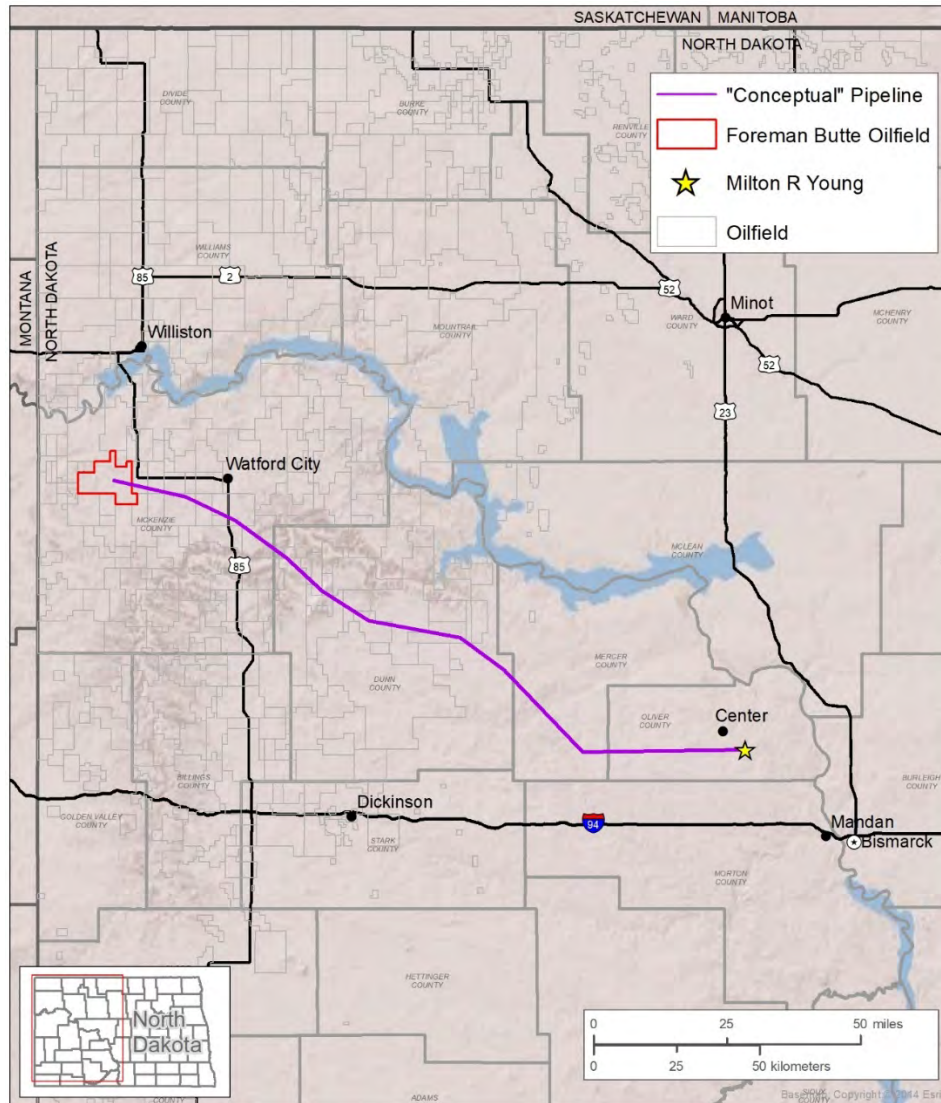 SASKATCHEWAN
MANITOBA
NORTH DAKOTA
"Conceptual" Pipeline
Foreman Butte Oilfield
Milton R Young
Oilfield
DIVIDE
COUNTY
BURKE
COUNTY
RENVILLE
COUNTY
MONTANA
NORTH DAKOTA
WILLIAMS
COUNTY
85
2
52
Minot
WARD
COUNTY
MCHENRY
COUNTY
Williston
MOUNTRAIL
COUNTY
52
23
Watford City
MCKENZIE
COUNTY
85
MCLEAN
COUNTY
MERCER
COUNTY
DUNN
COUNTY
OLIVER
COUNTY
Center
BILLINGS
COUNTY
BURLEIGH
COUNTY
GOLDEN VALLEY
COUNTY
Dickinson
STARK
COUNTY
94
Mandan
Bismarck
MORTON
COUNTY
HETTINGER
COUNTY
North
Dakota
0 25 50 miles
0 25 50 kilometers
ADAMS
SIOUX
COUNTY
2014 Esri